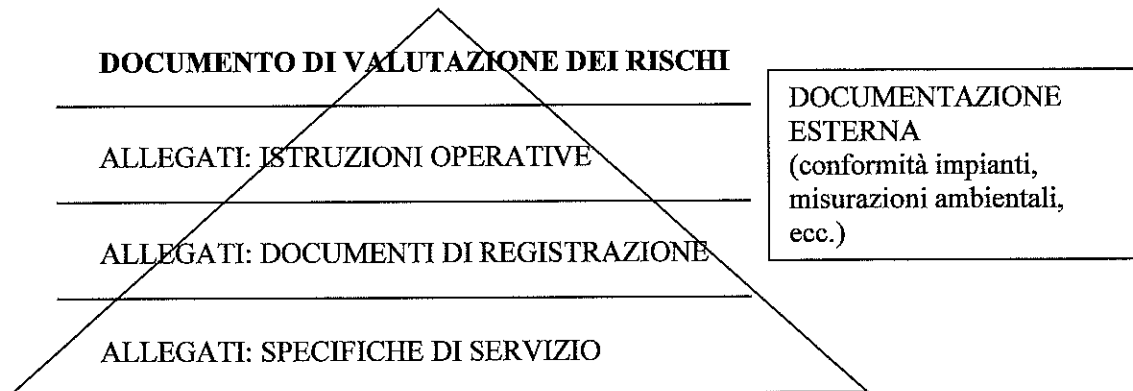 DOCUMENTO DI VALUTAZIONE DEI RISCHI
ALLEGATI: ISTRUZIONI OPERATIVE
ALLEGATI: DOCUMENTI DI REGISTRAZIONE
ALLEGATI: SPECIFICHE DI SERVIZIO
DOCUMENTAZIONE
ESTERNA
(conformità impianti,
misurazioni ambientali,
ecc.)